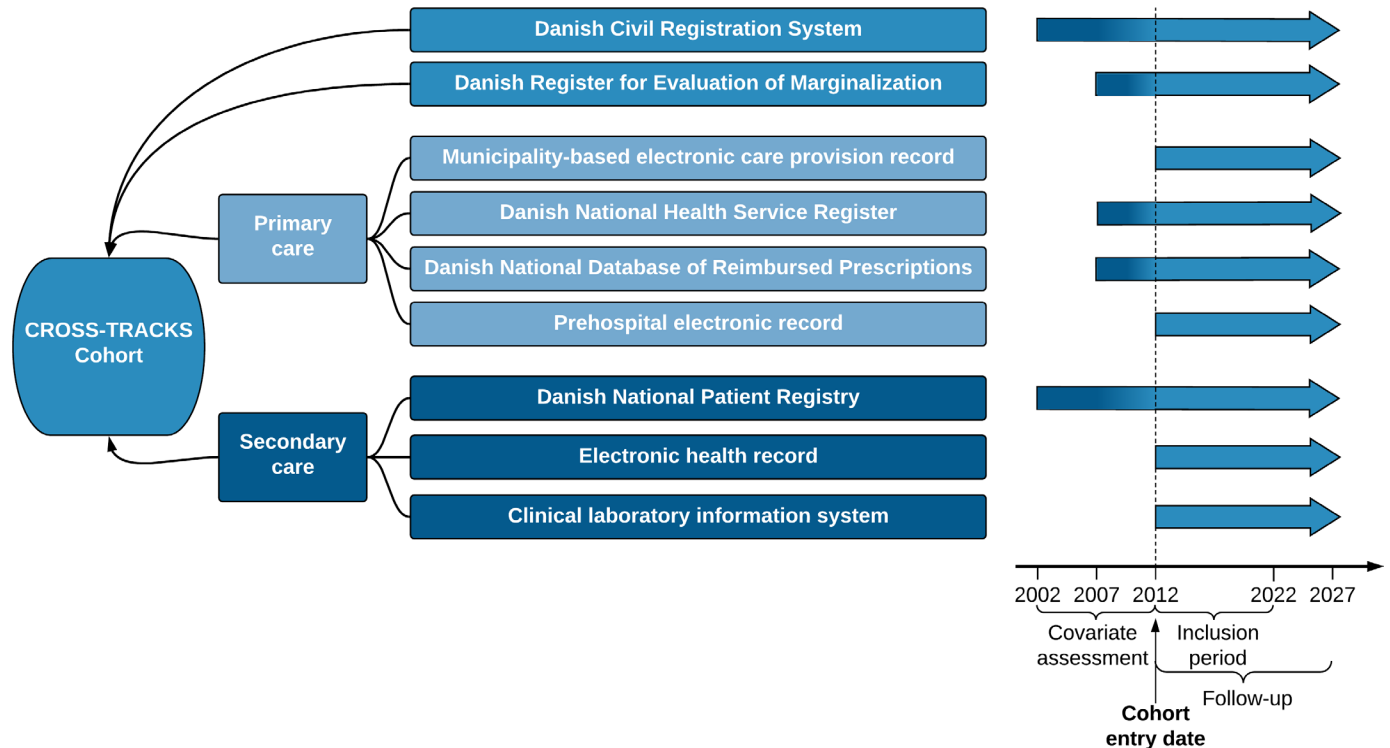 Danish Civil Registration System
Danish Register for Evaluation of Marginalization
Municipality-based electronic care provision record
Danish National Health Service Register
Danish National Database of Reimbursed Prescriptions
Prehospital electronic record
Primary
care
CROSS-TRACKS
Cohort
Danish National Patient Registry
Electronic health record
Clinical laboratory information system
Secondary
care
2002 2007 2012 2022 2027
Covariate
assessment
Inclusion
period
Follow-up
Cohort
entry date